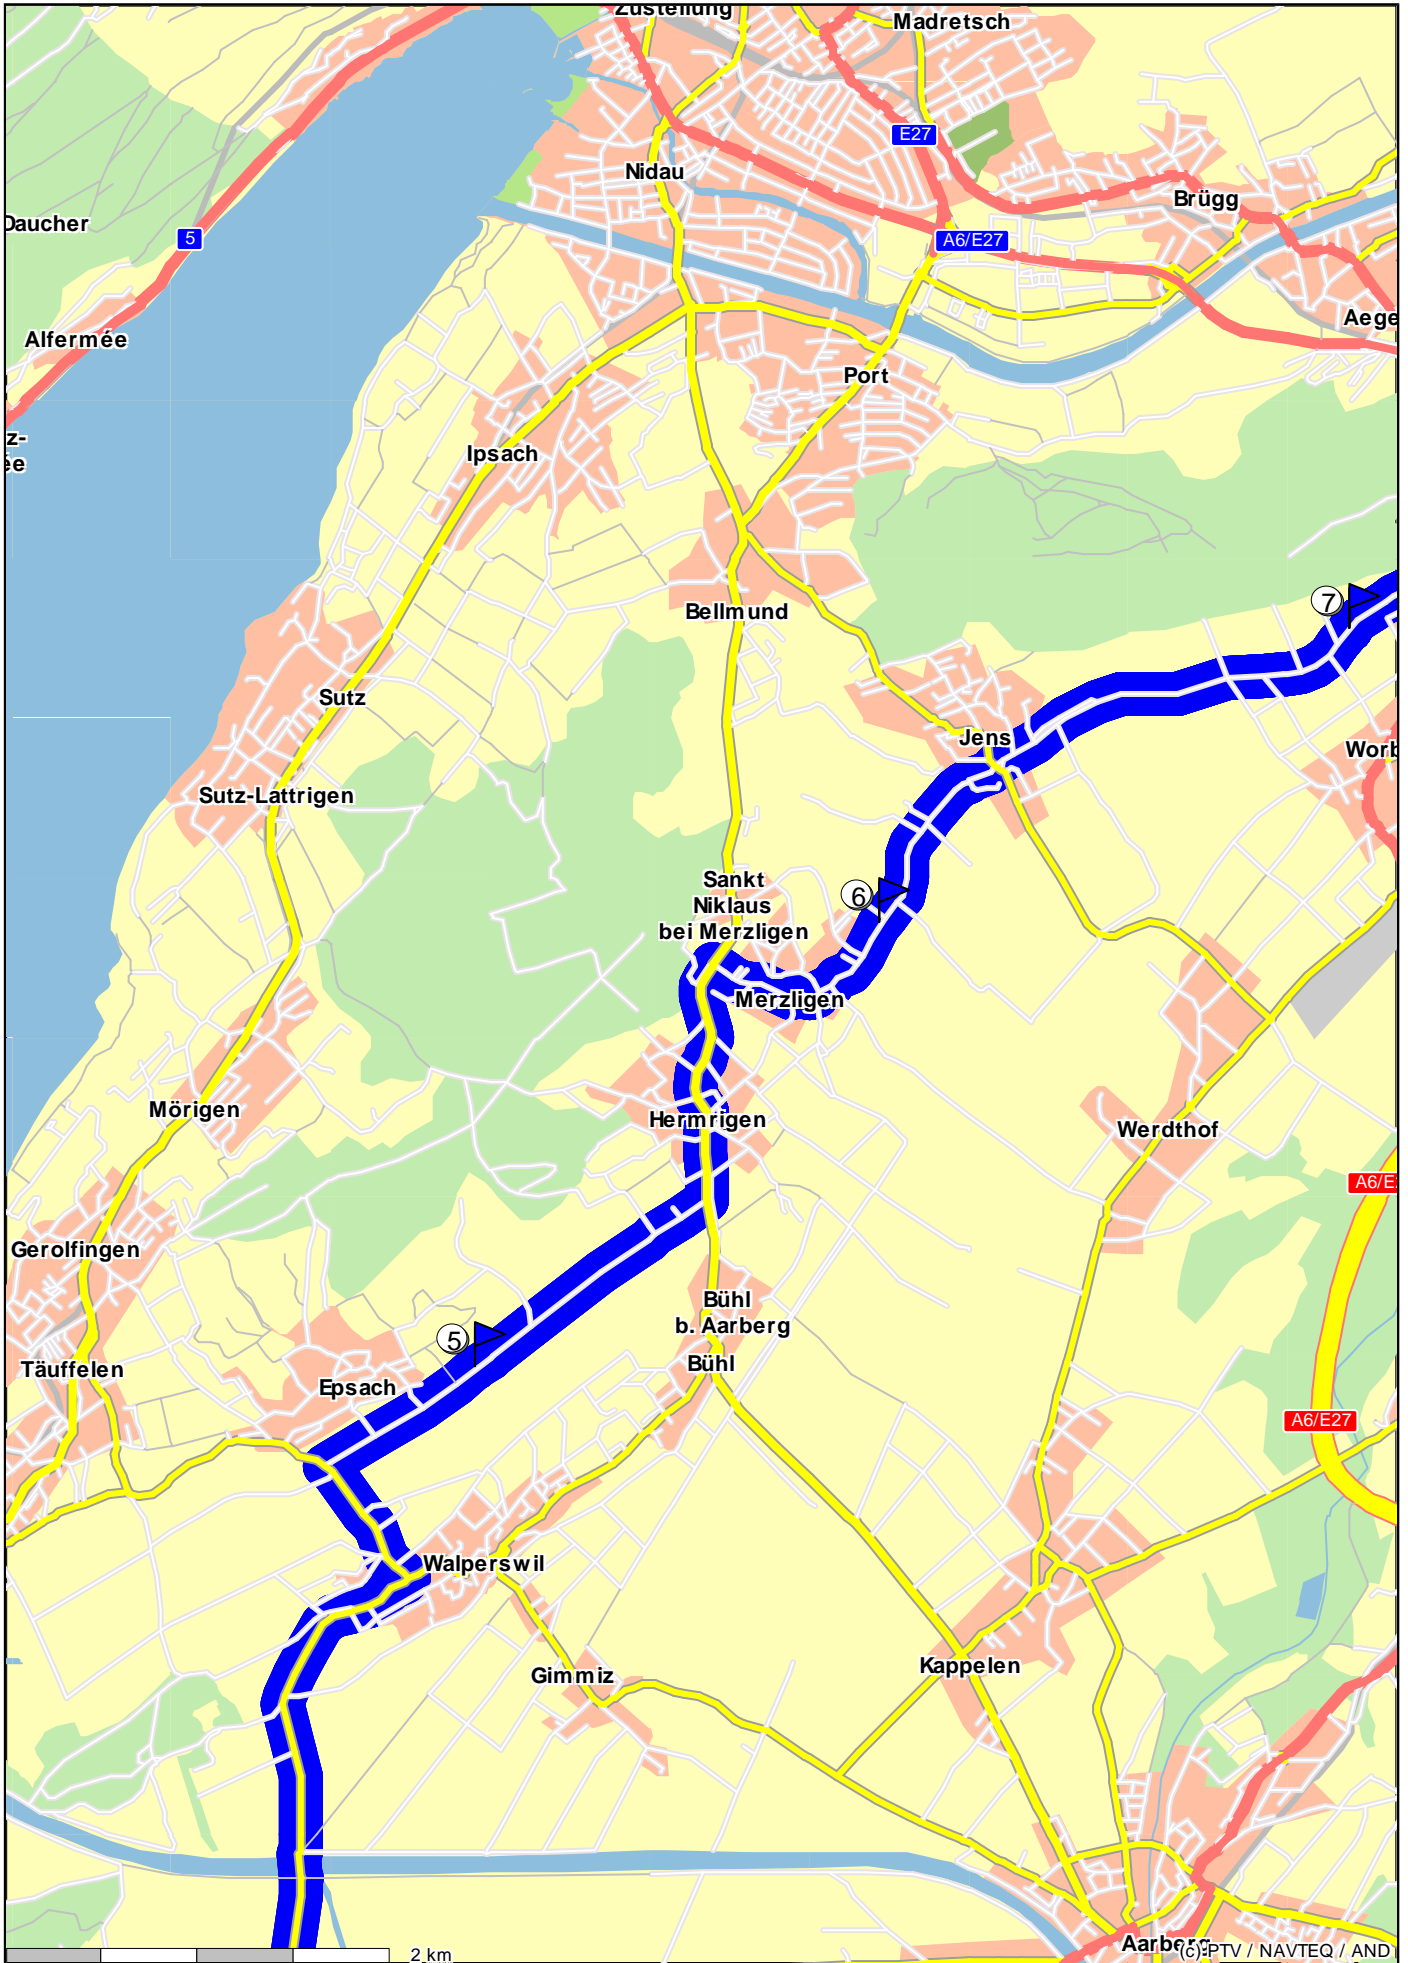 Zustellung
Madretsch
E27
Nidau
Brügg
Daucher
5
A6/E27
Aege
Alfermée
Port
z-
ée
Ipsach
7
Bellmund
Sutz
Jens
Worb
Sutz-Lattrigen
Sankt
Niklaus
bei Merzligen
6
Merzligen
Mörigen
Hermrigen
Werdthof
A6/E
Gerolfingen
Bühl
b. Aarberg
5
Bühl
Täuffelen
Epsach
A6/E27
Walperswil
Gimmiz
Kappelen
Aarberg
2 km
(c) PTV / NAVTEQ / AND